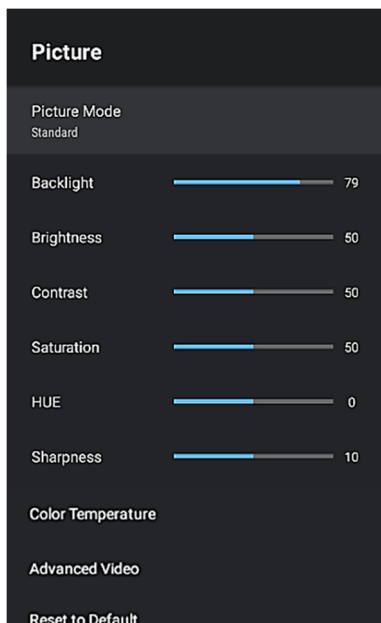 Picture
Picture Mode
Standard
Backlight 79
Brightness 50
Contrast 50
Saturation 50
HUE 0
Sharpness 10
Color Temperature
Advanced Video
Reset to Default